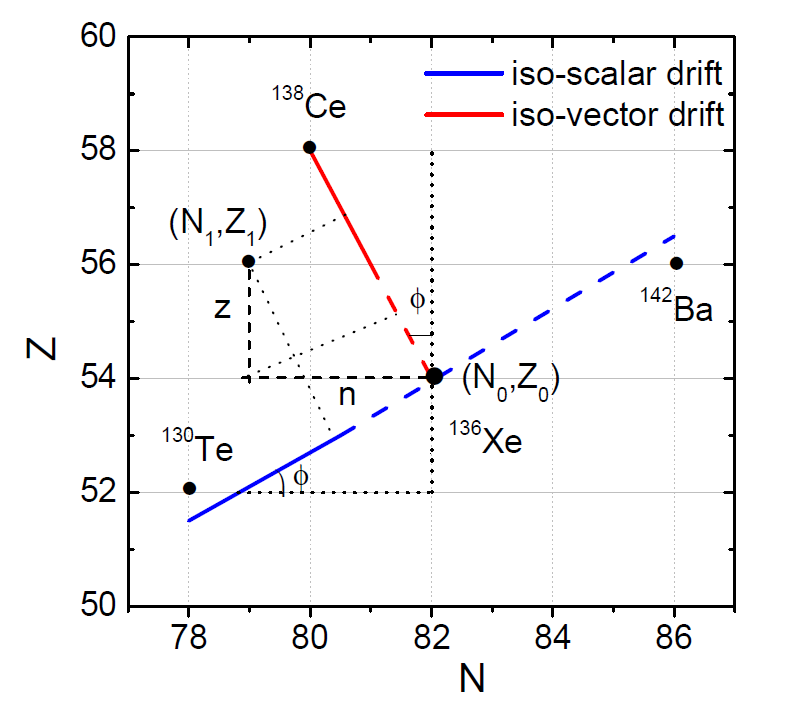 60
iso-scalar drift
iso-vector drift
¹³⁸Ce
58
(N₁,Z₁)
56
z
ϕ
¹⁴²Ba
Z
54
n
(N₀,Z₀)
¹³⁰Te
¹³⁶Xe
ϕ
52
50
78 80 82 84 86
N